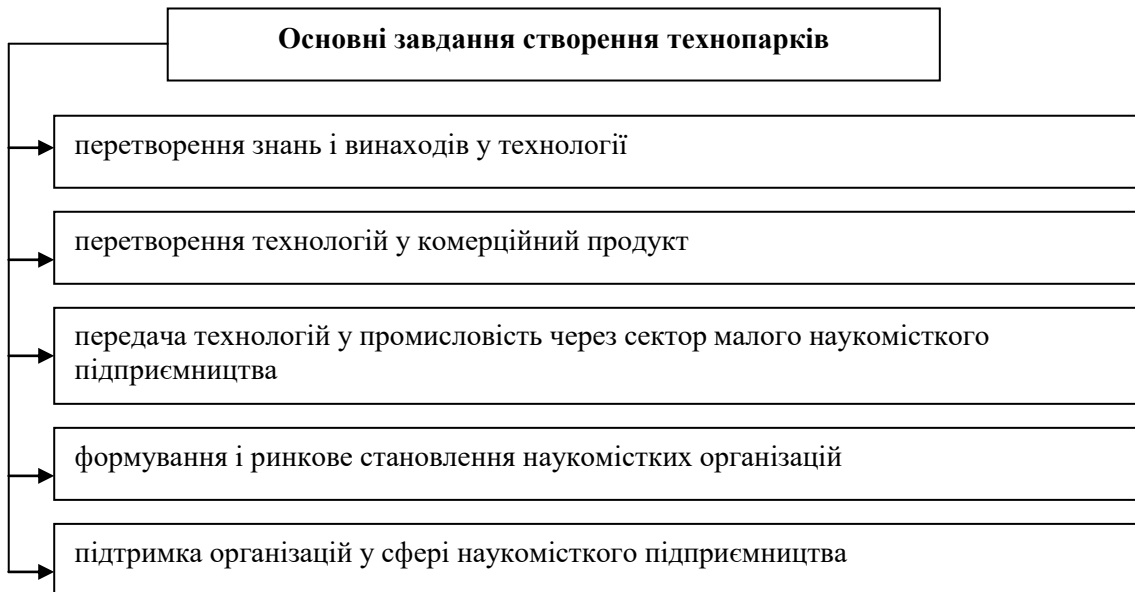 Основні завдання створення технопарків
перетворення знань і винаходів у технології
перетворення технологій у комерційний продукт
передача технологій у промисловість через сектор малого наукомісткого
підприємництва
формування і ринкове становлення наукомістких організацій
підтримка організацій у сфері наукомісткого підприємництва